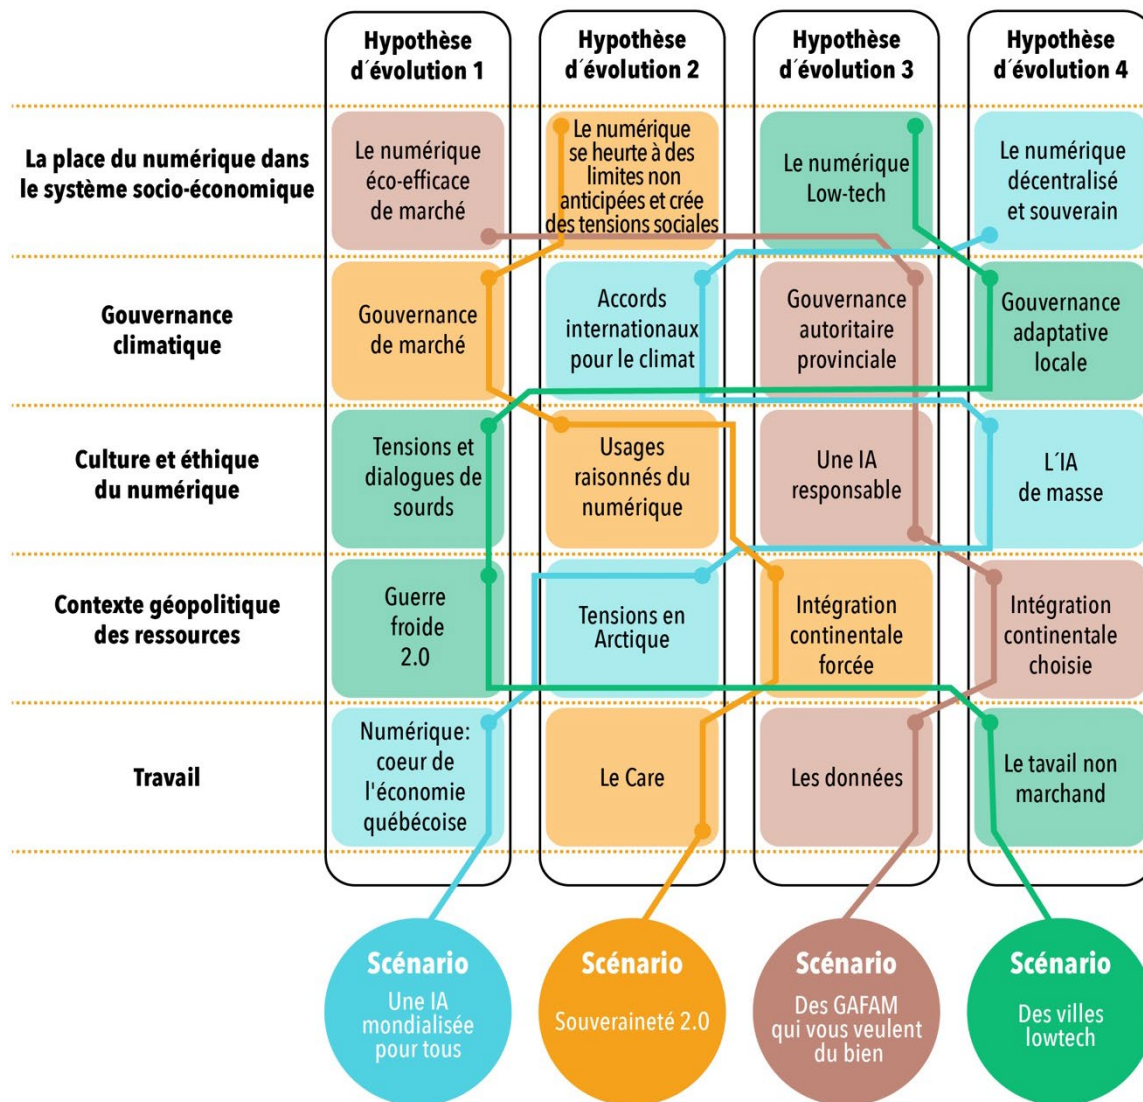 Hypothèse
d´évolution 1
Hypothèse
d´évolution 2
Hypothèse
d´évolution 3
Hypothèse
d´évolution 4
La place du numérique dans
le système socio-économique
Le numérique
éco-efficace
de marché
Le numérique
se heurte à des
limites non
anticipées et crée
des tensions sociales
Le numérique
Low-tech
Le numérique
décentralisé
et souverain
Gouvernance
climatique
Gouvernance
de marché
Accords
internationaux
pour le climat
Gouvernance
autoritaire
provinciale
Gouvernance
adaptative
locale
Culture et éthique
du numérique
Tensions et
dialogues de
sourds
Usages
raisonnés du
numérique
Une IA
responsable
L´IA
de masse
Contexte géopolitique
des ressources
Guerre
froide
2.0
Tensions en
Arctique
Intégration
continentale
forcée
Intégration
continentale
choisie
Travail
Numérique:
coeur de
l'économie
québécoise
Le Care
Les données
Le tavail non
marchand
Scénario
Une IA
mondialisée
pour tous
Scénario
Souveraineté 2.0
Scénario
Des GAFAM
qui vous veulent
du bien
Scénario
Des villes
lowtech